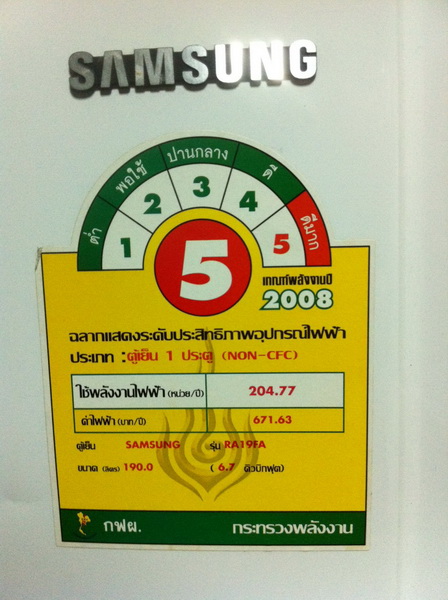 SAMSUNG
ต่ำ พอใช้ ปานกลาง ดี ดีมาก
1 2 3 4 5
5
เกณฑ์พลังงานปี
2008
ฉลากแสดงระดับประสิทธิภาพอุปกรณ์ไฟฟ้า
ประเภท : ตู้เย็น 1 ประตู (NON-CFC)
ใช้พลังงานไฟฟ้า (หน่วย/ปี) 204.77
ค่าไฟฟ้า (บาท/ปี) 671.63
ตู้เย็น SAMSUNG รุ่น RA19FA
ขนาด (ลิตร) 190.0 ( 6.7 คิวบิกฟุต)
กฟผ. กระทรวงพลังงาน